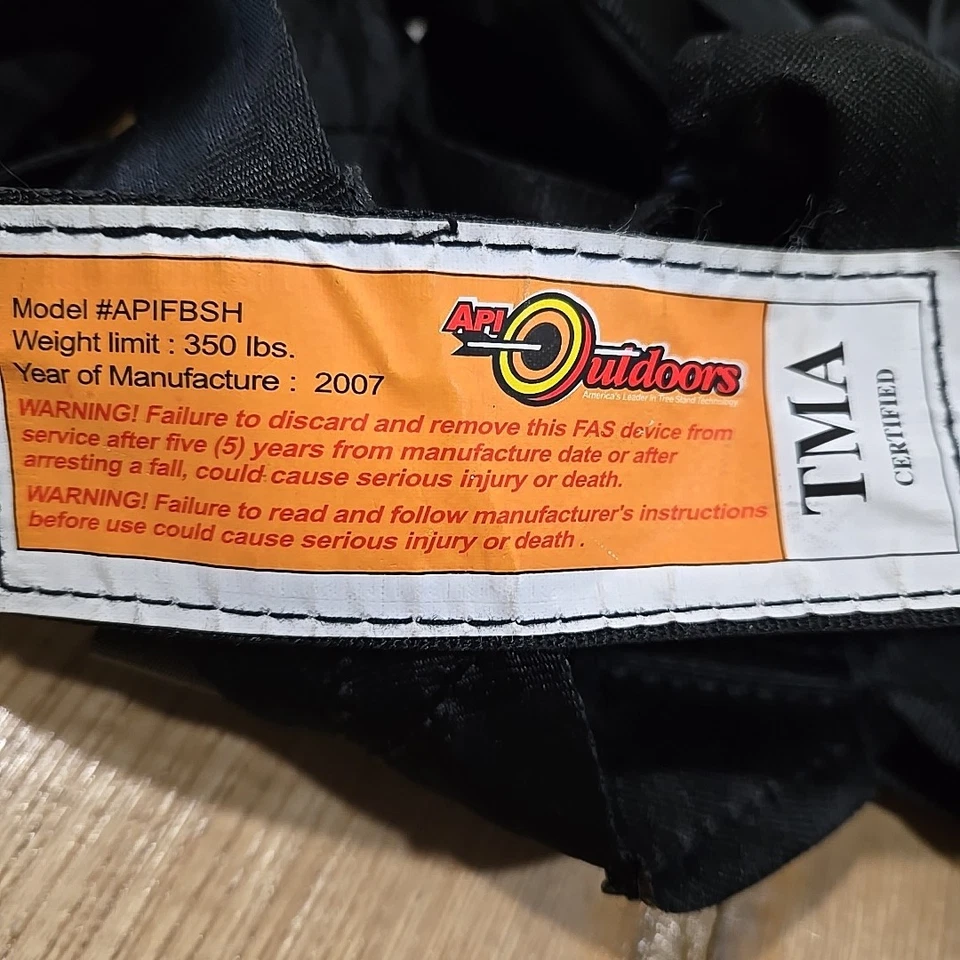 Model #APIFBSH
Weight limit : 350 lbs.
Year of Manufacture : 2007
API Outdoors
America's Leader in Tree Stand Technology
WARNING! Failure to discard and remove this FAS device from
service after five (5) years from manufacture date or after
arresting a fall, could cause serious injury or death.
WARNING! Failure to read and follow manufacturer's instructions
before use could cause serious injury or death .
TMA
CERTIFIED